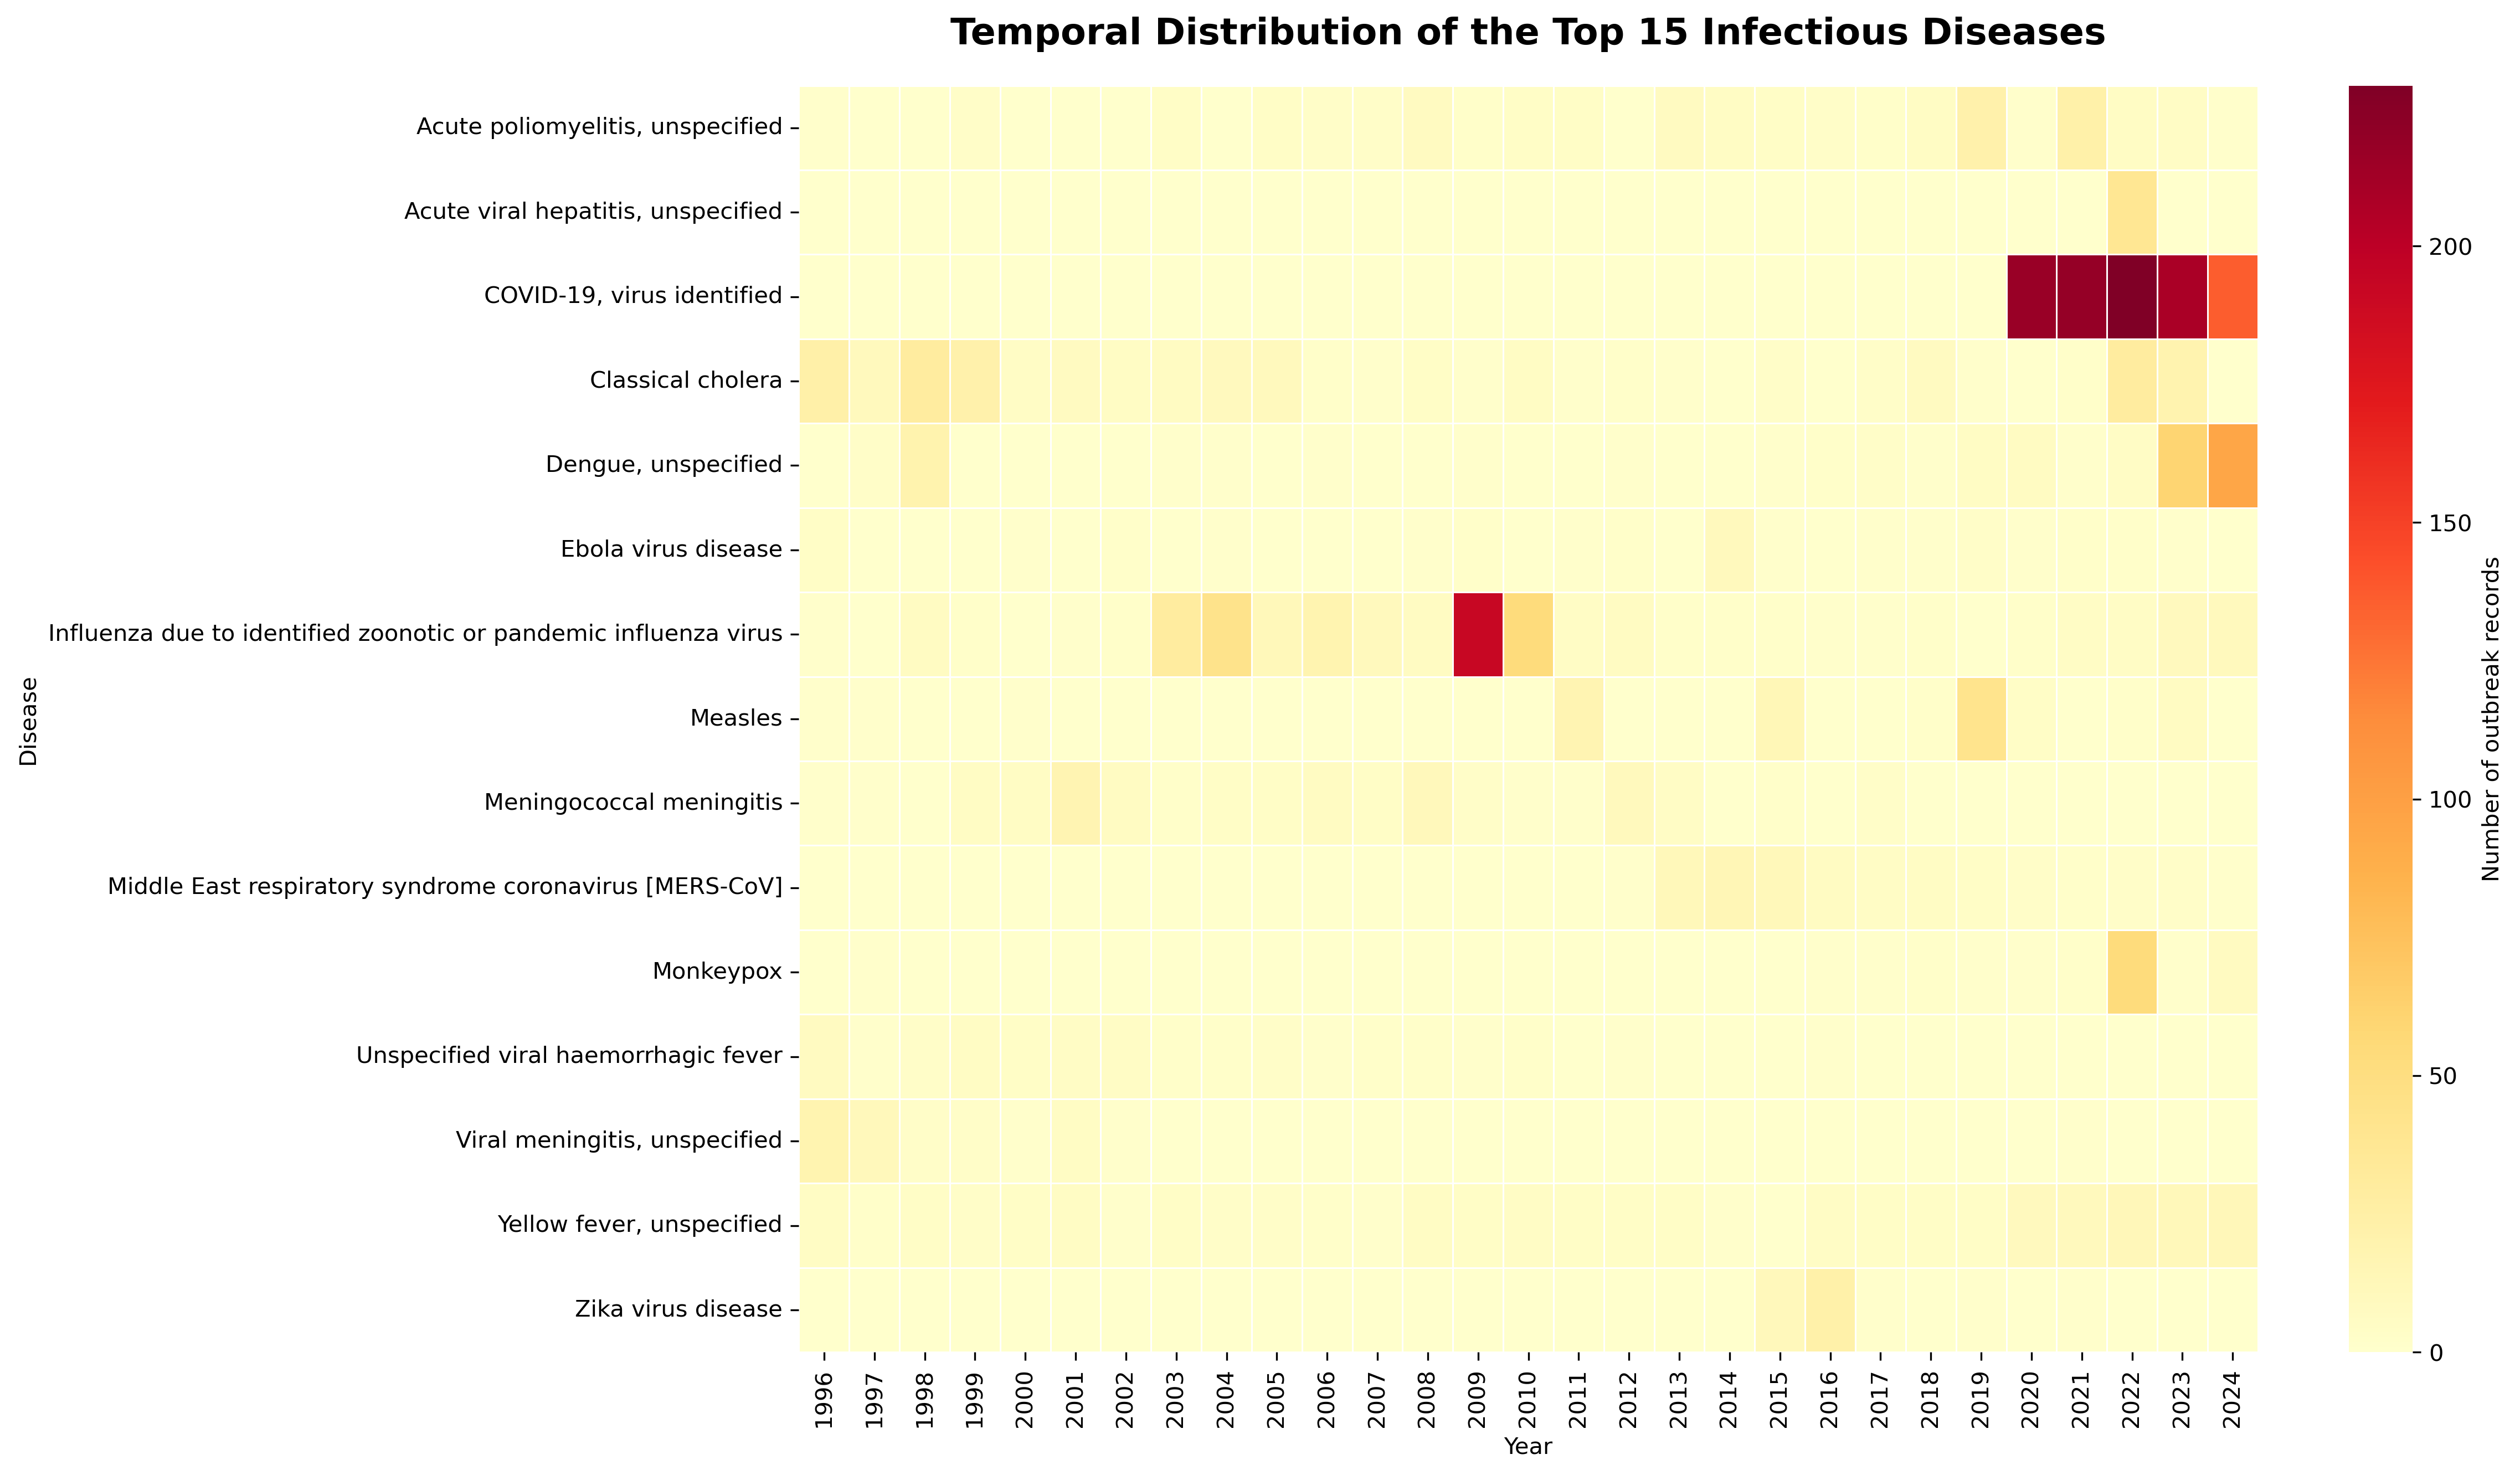 Temporal Distribution of the Top 15 Infectious Diseases
Disease
Acute poliomyelitis, unspecified
Acute viral hepatitis, unspecified
COVID-19, virus identified
Classical cholera
Dengue, unspecified
Ebola virus disease
Influenza due to identified zoonotic or pandemic influenza virus
Measles
Meningococcal meningitis
Middle East respiratory syndrome coronavirus [MERS-CoV]
Monkeypox
Unspecified viral haemorrhagic fever
Viral meningitis, unspecified
Yellow fever, unspecified
Zika virus disease
1996 1997 1998 1999 2000 2001 2002 2003 2004 2005 2006 2007 2008 2009 2010 2011 2012 2013 2014 2015 2016 2017 2018 2019 2020 2021 2022 2023 2024
Year
200
150
100
50
0
Number of outbreak records